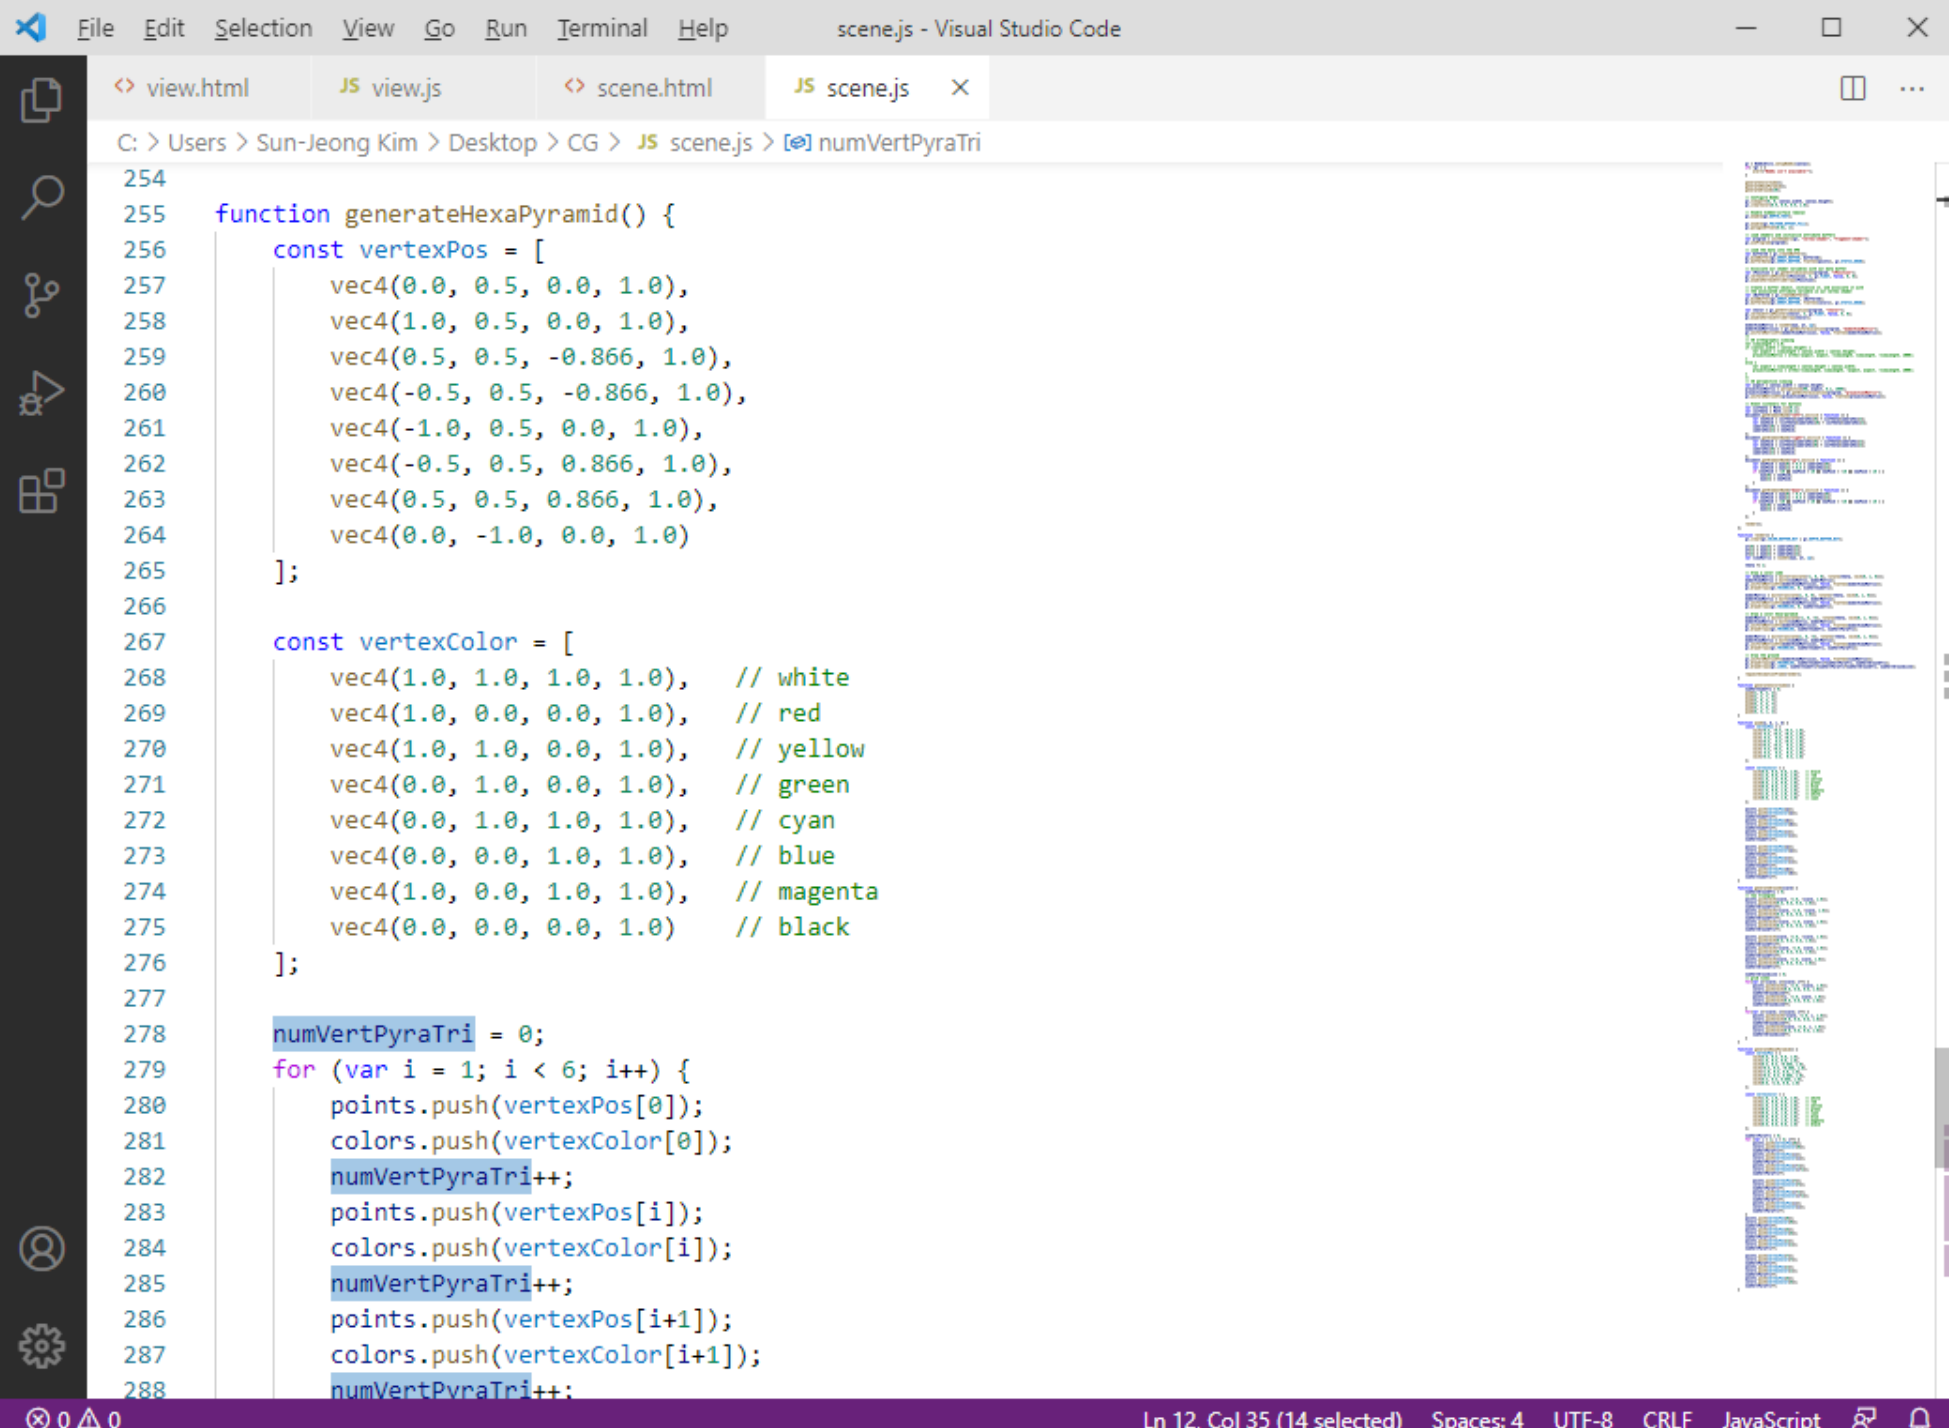 File Edit Selection View Go Run Terminal Help scene.js - Visual Studio Code
<> view.html JS view.js <> scene.html JS scene.js
C: > Users > Sun-Jeong Kim > Desktop > CG > JS scene.js > numVertPyraTri
254
255 function generateHexaPyramid() {
256 const vertexPos = [
257 vec4(0.0, 0.5, 0.0, 1.0),
258 vec4(1.0, 0.5, 0.0, 1.0),
259 vec4(0.5, 0.5, -0.866, 1.0),
260 vec4(-0.5, 0.5, -0.866, 1.0),
261 vec4(-1.0, 0.5, 0.0, 1.0),
262 vec4(-0.5, 0.5, 0.866, 1.0),
263 vec4(0.5, 0.5, 0.866, 1.0),
264 vec4(0.0, -1.0, 0.0, 1.0)
265 ];
266
267 const vertexColor = [
268 vec4(1.0, 1.0, 1.0, 1.0), // white
269 vec4(1.0, 0.0, 0.0, 1.0), // red
270 vec4(1.0, 1.0, 0.0, 1.0), // yellow
271 vec4(0.0, 1.0, 0.0, 1.0), // green
272 vec4(0.0, 1.0, 1.0, 1.0), // cyan
273 vec4(0.0, 0.0, 1.0, 1.0), // blue
274 vec4(1.0, 0.0, 1.0, 1.0), // magenta
275 vec4(0.0, 0.0, 0.0, 1.0) // black
276 ];
277
278 numVertPyraTri = 0;
279 for (var i = 1; i < 6; i++) {
280 points.push(vertexPos[0]);
281 colors.push(vertexColor[0]);
282 numVertPyraTri++;
283 points.push(vertexPos[i]);
284 colors.push(vertexColor[i]);
285 numVertPyraTri++;
286 points.push(vertexPos[i+1]);
287 colors.push(vertexColor[i+1]);
288 numVertPyraTri++;
0 0 Ln 12, Col 35 (14 selected) Spaces: 4 UTF-8 CRLF JavaScript